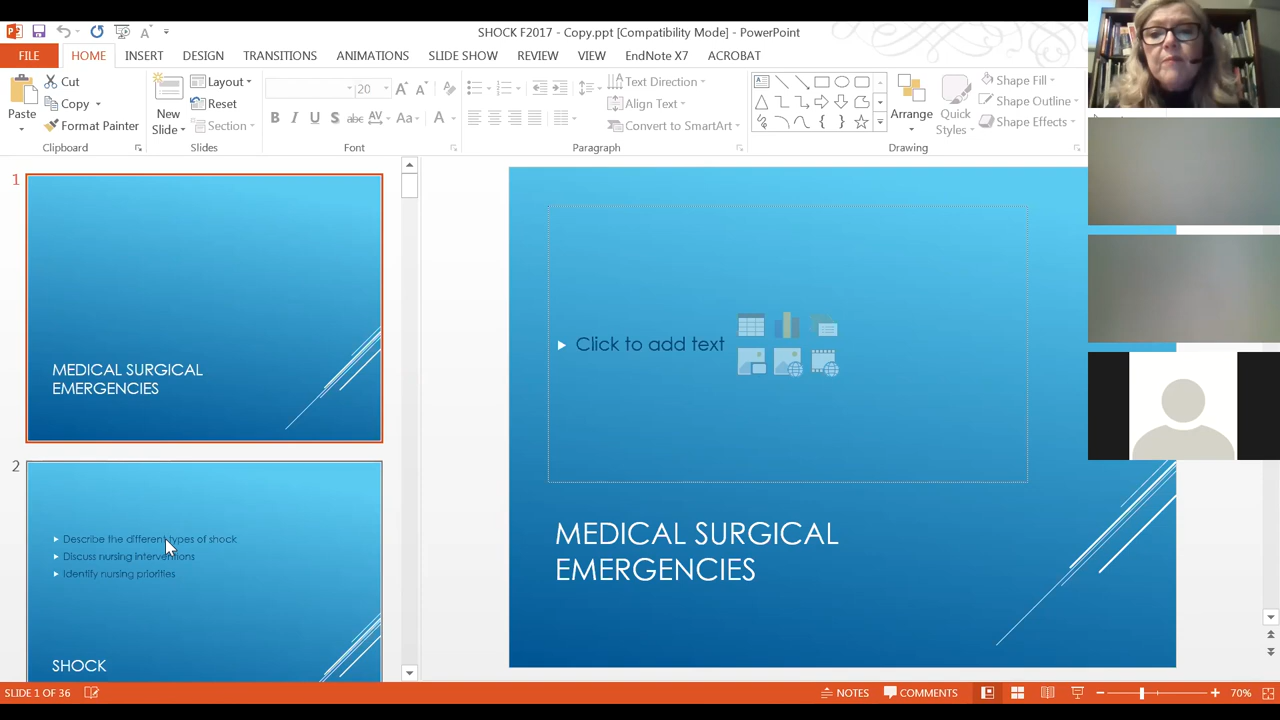 SHOCK F2017 - Copy.ppt [Compatibility Mode] - PowerPoint
FILE HOME INSERT DESIGN TRANSITIONS ANIMATIONS SLIDE SHOW REVIEW VIEW EndNote X7 ACROBAT
Paste
Cut
Copy
Format Painter
Clipboard
New
Slide
Layout
Reset
Section
Slides
20
B I U S abc AV Aa A
Font
Text Direction
Align Text
Convert to SmartArt
Paragraph
Arrange
Quick
Styles
Shape Fill
Shape Outline
Shape Effects
Drawing
1
MEDICAL SURGICAL
EMERGENCIES
2
Describe the different types of shock
Discuss nursing interventions
Identify nursing priorities
SHOCK
Click to add text
MEDICAL SURGICAL
EMERGENCIES
SLIDE 1 OF 36
NOTES
COMMENTS
70%